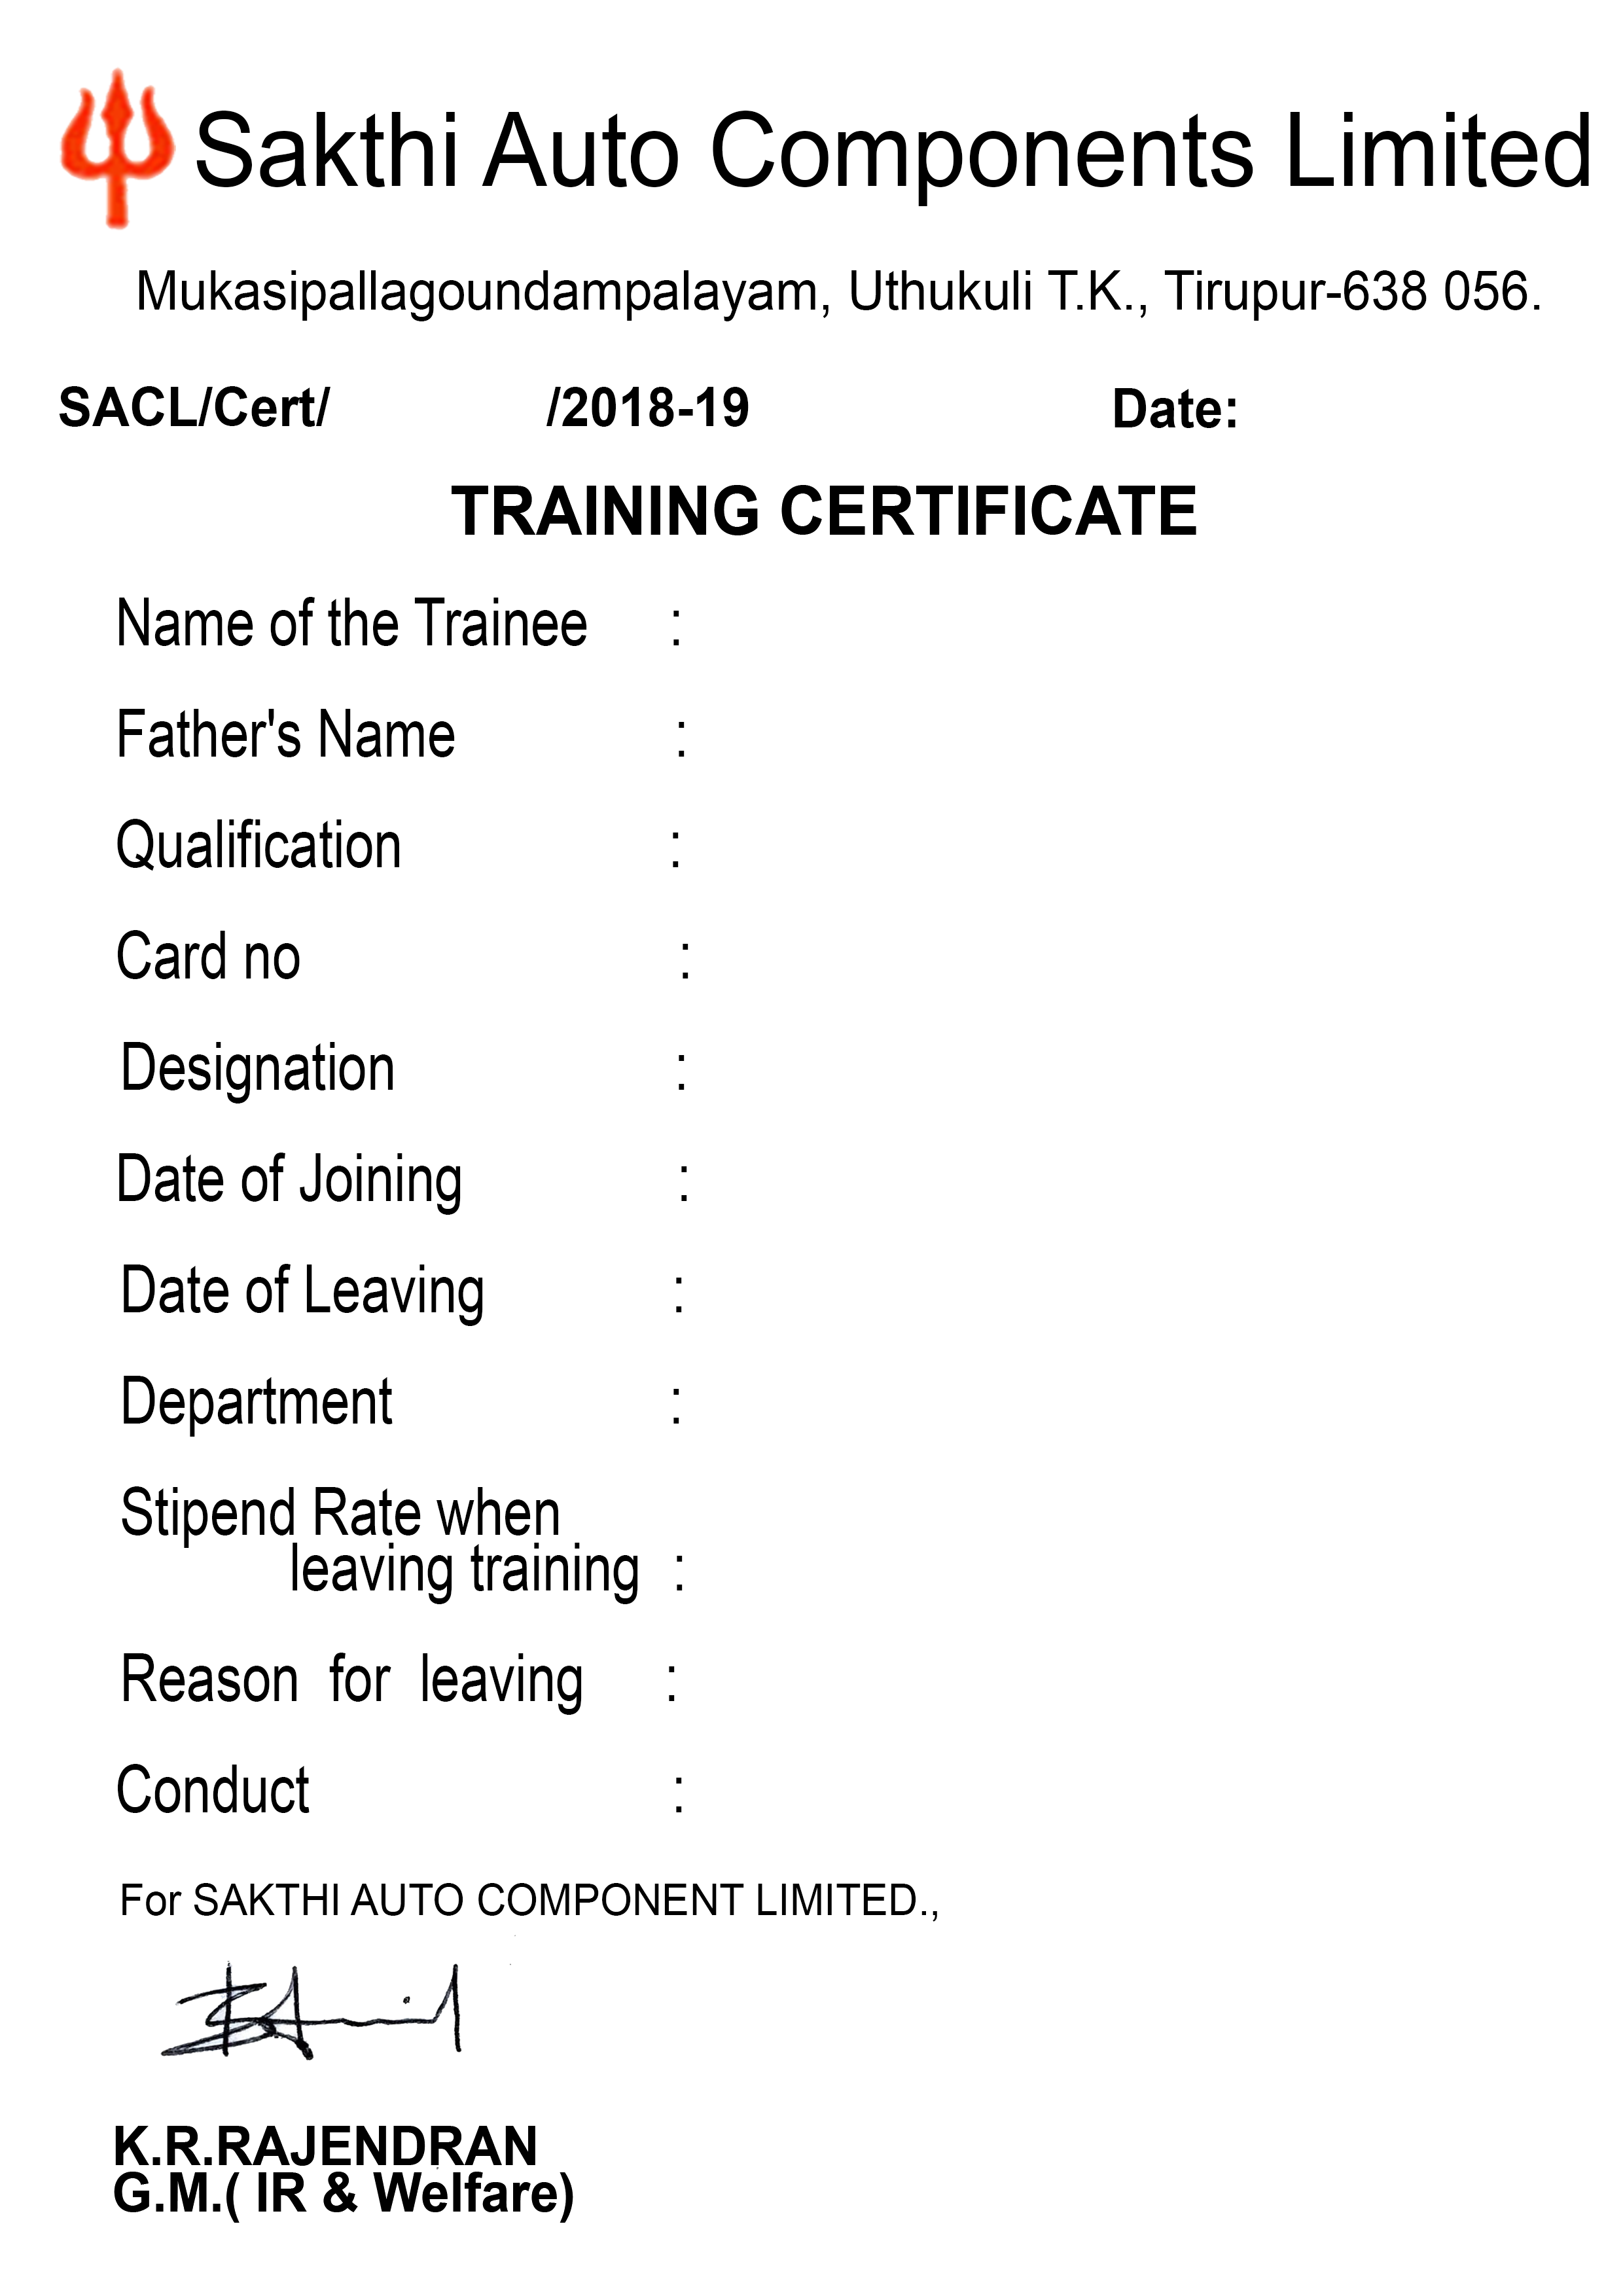 Sakthi Auto Components Limited
Mukasipallagoundampalayam, Uthukuli T.K., Tirupur-638 056.
SACL/Cert/ /2018-19 Date:
TRAINING CERTIFICATE
Name of the Trainee :
Father's Name :
Qualification :
Card no :
Designation :
Date of Joining :
Date of Leaving :
Department :
Stipend Rate when
leaving training :
Reason for leaving :
Conduct :
For SAKTHI AUTO COMPONENT LIMITED.,
K.R.RAJENDRAN
G.M.( IR & Welfare)